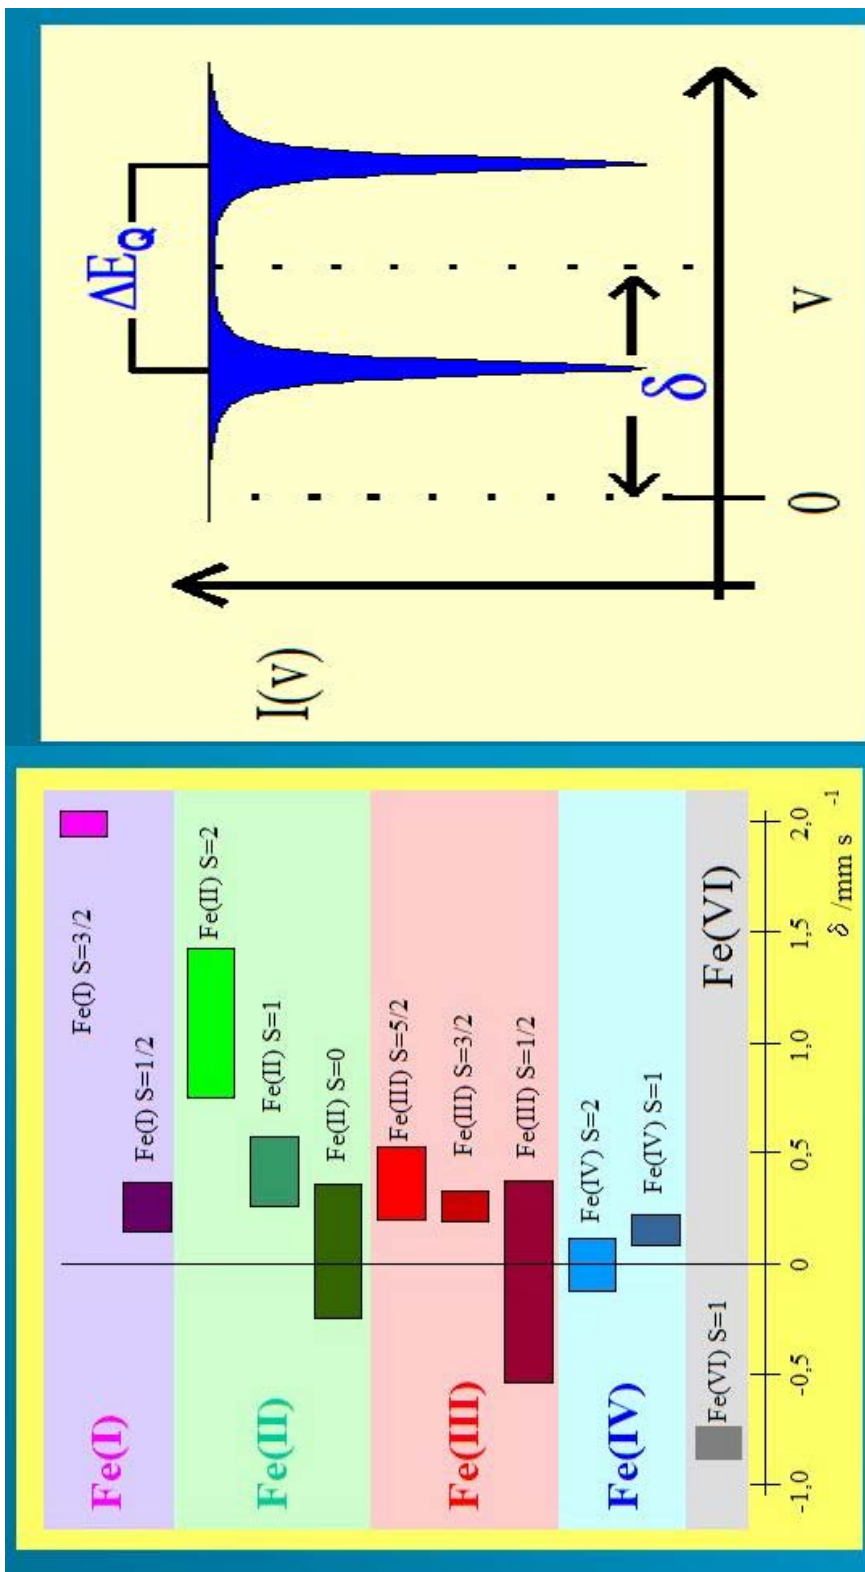 Fe(I)
Fe(I) S=3/2
Fe(I) S=1/2
Fe(II)
Fe(II) S=2
Fe(II) S=1
Fe(II) S=0
Fe(III)
Fe(III) S=5/2
Fe(III) S=3/2
Fe(III) S=1/2
Fe(IV)
Fe(IV) S=2
Fe(IV) S=1
Fe(VI) S=1
Fe(VI)
-1,0 -0,5 0 0,5 1,0 1,5 2,0
δ /mm s⁻¹
ΔE_Q
I(v)
δ
0
v